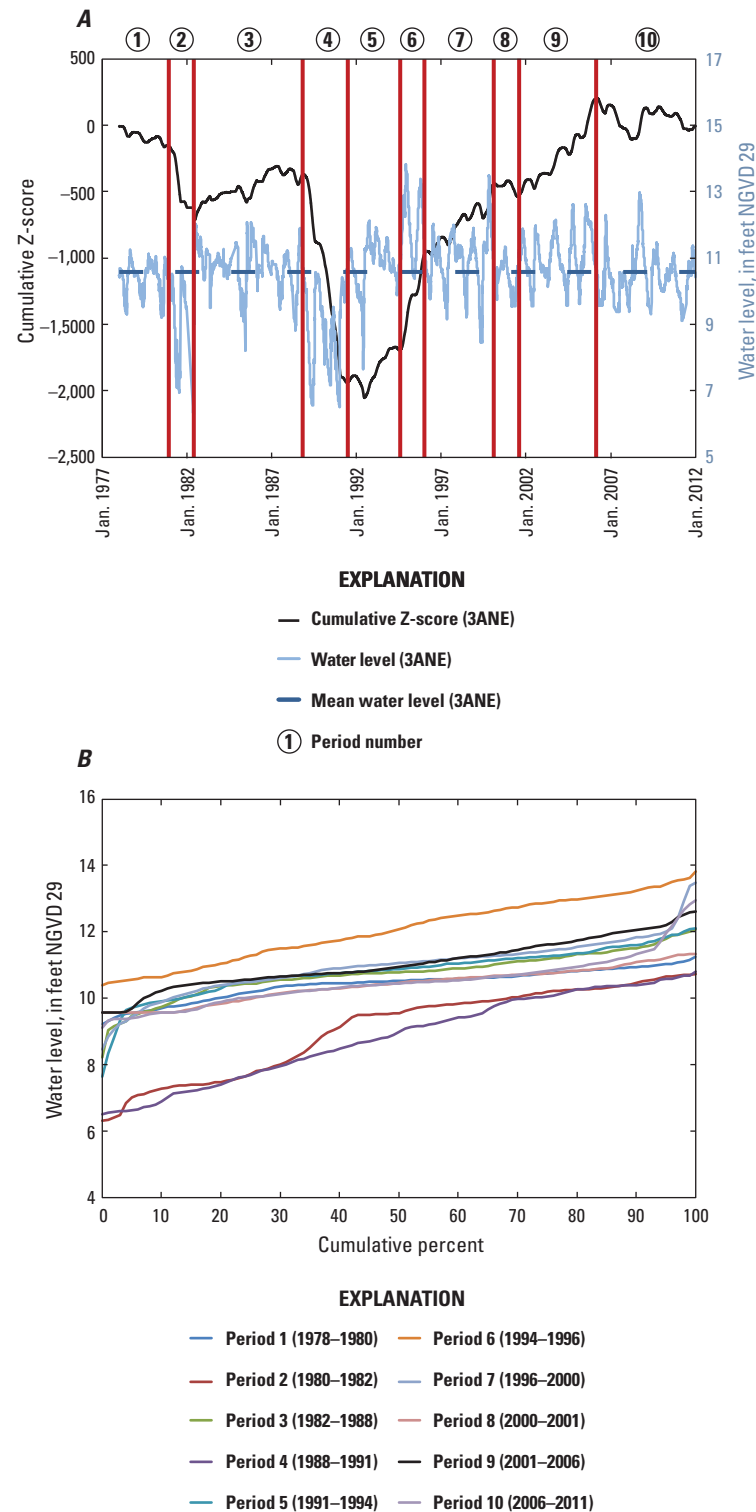 A
① ② ③ ④ ⑤ ⑥ ⑦ ⑧ ⑨ ⑩
500
0
−500
−1,000
−1,5000
−2,000
−2,500
Cumulative Z-score
17
15
13
11
9
7
5
Water level, in feet NGVD 29
Jan. 1977
Jan. 1982
Jan. 1987
Jan. 1992
Jan. 1997
Jan. 2002
Jan. 2007
Jan. 2012
EXPLANATION
Cumulative Z-score (3ANE)
Water level (3ANE)
Mean water level (3ANE)
① Period number
B
16
14
12
10
8
6
4
Water level, in feet NGVD 29
0 10 20 30 40 50 60 70 80 90 100
Cumulative percent
EXPLANATION
Period 1 (1978–1980)
Period 2 (1980–1982)
Period 3 (1982–1988)
Period 4 (1988–1991)
Period 5 (1991–1994)
Period 6 (1994–1996)
Period 7 (1996–2000)
Period 8 (2000–2001)
Period 9 (2001–2006)
Period 10 (2006–2011)